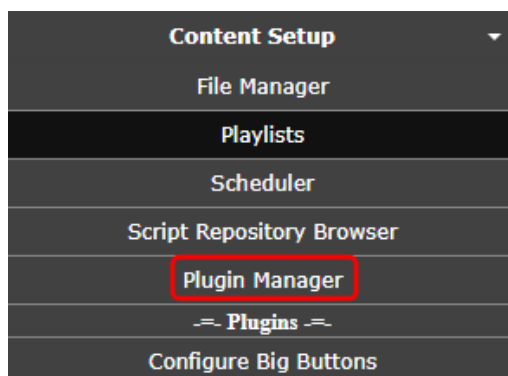 Content Setup
File Manager
Playlists
Scheduler
Script Repository Browser
Plugin Manager
-=- Plugins -=-
Configure Big Buttons